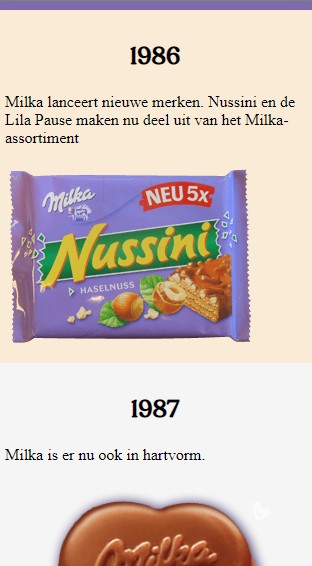 1986
Milka lanceert nieuwe merken. Nussini en de
Lila Pause maken nu deel uit van het Milka-
assortiment
Milka
NEU 5x
Nussini
HASELNUSS
1987
Milka is er nu ook in hartvorm.
Milka